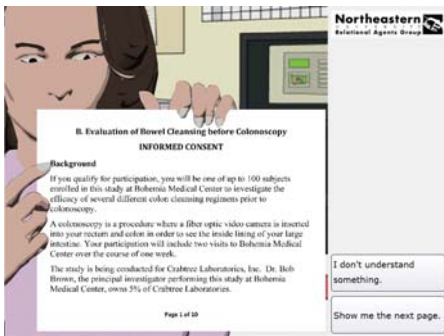 Northeastern
Relational Agents Group
B. Evaluation of Bowel Cleansing before Colonoscopy
INFORMED CONSENT
Background
If you qualify for participation, you will be one of up to 100 subjects
enrolled in this study at Bohemia Medical Center to investigate the
efficacy of several different colon cleansing regimens prior to
colonoscopy.
A colonoscopy is a procedure where a fiber optic video camera is inserted
into your rectum and colon in order to see the inside lining of your large
intestine. Your participation will include two visits to Bohemia Medical
Center over the course of one week.
The study is being conducted for Crabtree Laboratories, Inc. Dr. Bob
Brown, the principal investigator performing this study at Bohemia
Medical Center, owns 5% of Crabtree Laboratories.
Page 1 of 10
I don't understand
something.
Show me the next page.